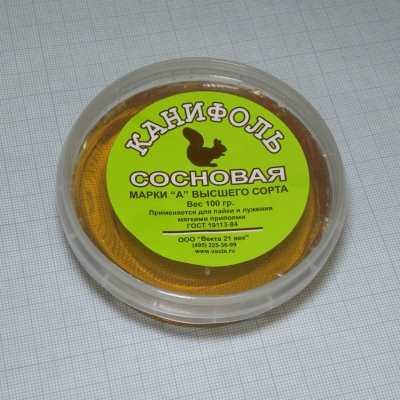 КАНИФОЛЬ
СОСНОВАЯ
МАРКИ "А" ВЫСШЕГО СОРТА
Вес 100 гр.
Применяется для пайки и лужения
мягкими припоями
ГОСТ 19113-84
ООО "Векта 21 век"
(495) 225-36-99
www.vecta.ru